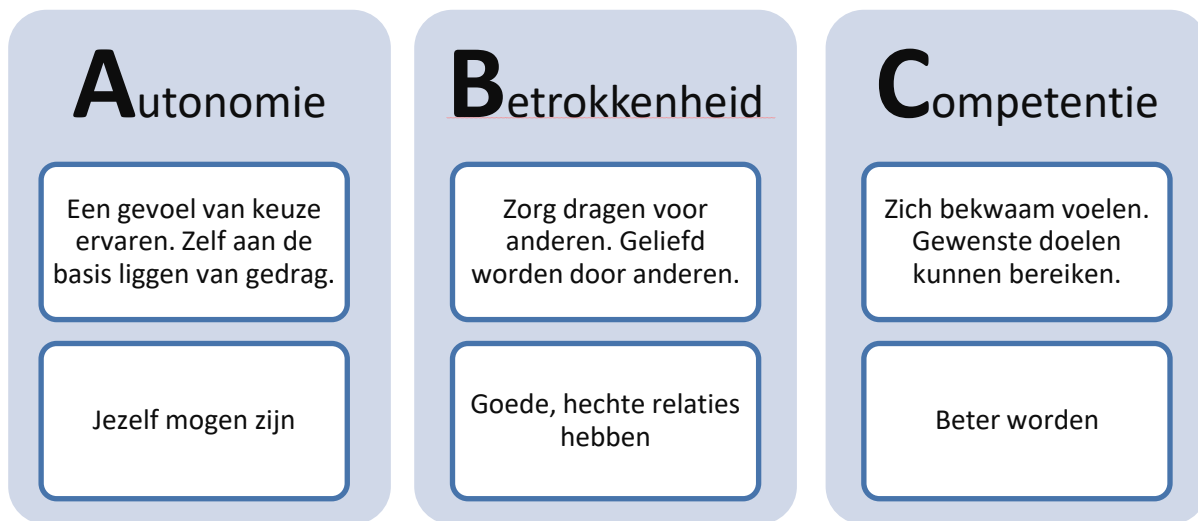 Autonomie
Een gevoel van keuze
ervaren. Zelf aan de
basis liggen van gedrag.
Jezelf mogen zijn
Betrokkenheid
Zorg dragen voor
anderen. Geliefd
worden door anderen.
Goede, hechte relaties
hebben
Competentie
Zich bekwaam voelen.
Gewenste doelen
kunnen bereiken.
Beter worden